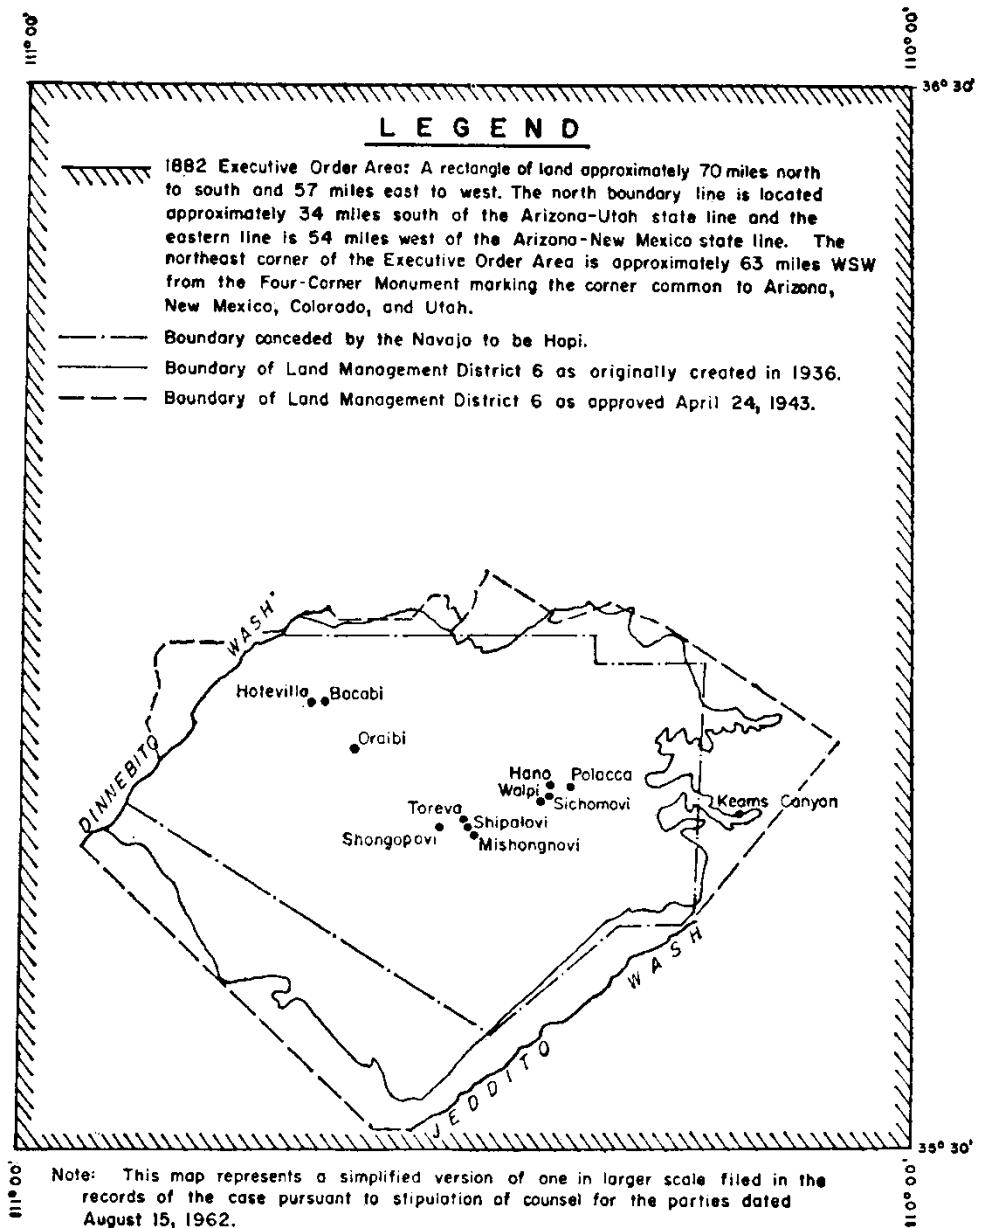 111° 00'
110° 00'
36° 30'
LEGEND
1882 Executive Order Area: A rectangle of land approximately 70 miles north
to south and 57 miles east to west. The north boundary line is located
approximately 34 miles south of the Arizona-Utah state line and the
eastern line is 54 miles west of the Arizona-New Mexico state line. The
northeast corner of the Executive Order Area is approximately 63 miles WSW
from the Four-Corner Monument marking the corner common to Arizona,
New Mexico, Colorado, and Utah.
Boundary conceded by the Navajo to be Hopi.
Boundary of Land Management District 6 as originally created in 1936.
Boundary of Land Management District 6 as approved April 24, 1943.
DINNEBITO WASH
Hotevilla Bacabi
Oraibi
Hano Polacca
Walpi Sichomovi
Keams Canyon
Toreva
Shipalovi
Shongopovi
Mishongnovi
JEDDITO WASH
35° 30'
111° 00'
110° 00'
Note: This map represents a simplified version of one in larger scale filed in the
records of the case pursuant to stipulation of counsel for the parties dated
August 15, 1962.